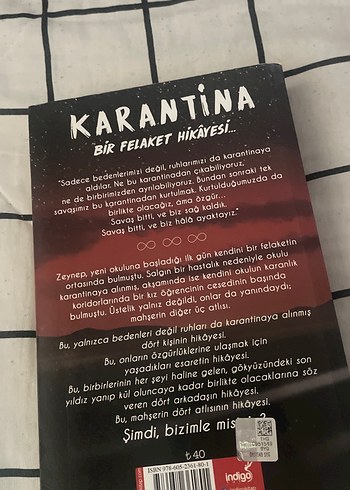 KARANTİNA
BİR FELAKET HİKÂYESİ...
"Sadece bedenlerimizi değil, ruhlarımızı da karantinaya
aldılar. Ne bu karantinadan çıkabiliyoruz,
ne de birbirimizden ayrılabiliyoruz. Bundan sonraki tek
savaşımız bu karantinadan kurtulmak. Kurtulduğumuzda da
birlikte olacağız, ama özgür...
Savaş bitti, ve biz sağ kaldık.
Savaş bitti, ve biz hâlâ ayaktayız."
Zeynep, yeni okuluna başladığı ilk gün kendini bir felaketin
ortasında bulmuştu. Salgın bir hastalık nedeniyle okulu
karantinaya alınmış, akşamında ise kendini okulun karanlık
koridorlarında bir kız öğrencinin cesedinin başında
bulmuştu. Üstelik yalnız değildi, onlar da yanındaydı;
mahşerin diğer üç atlısı.
Bu, yalnızca bedenleri değil ruhları da karantinaya alınmış
dört kişinin hikâyesi.
Bu, onların özgürlüklerine ulaşmak için
yaşadıkları esaretin hikâyesi.
Bu, birbirlerinin her şeyi haline gelen, gökyüzündeki son
yıldız yanıp kül oluncaya kadar birlikte olacaklarına söz
veren dört arkadaşın hikâyesi.
Bu, mahşerin dört atlısının hikâyesi.
Şimdi, bizimle
₺ 40
ISBN 978-605-2361-80-1
indigo